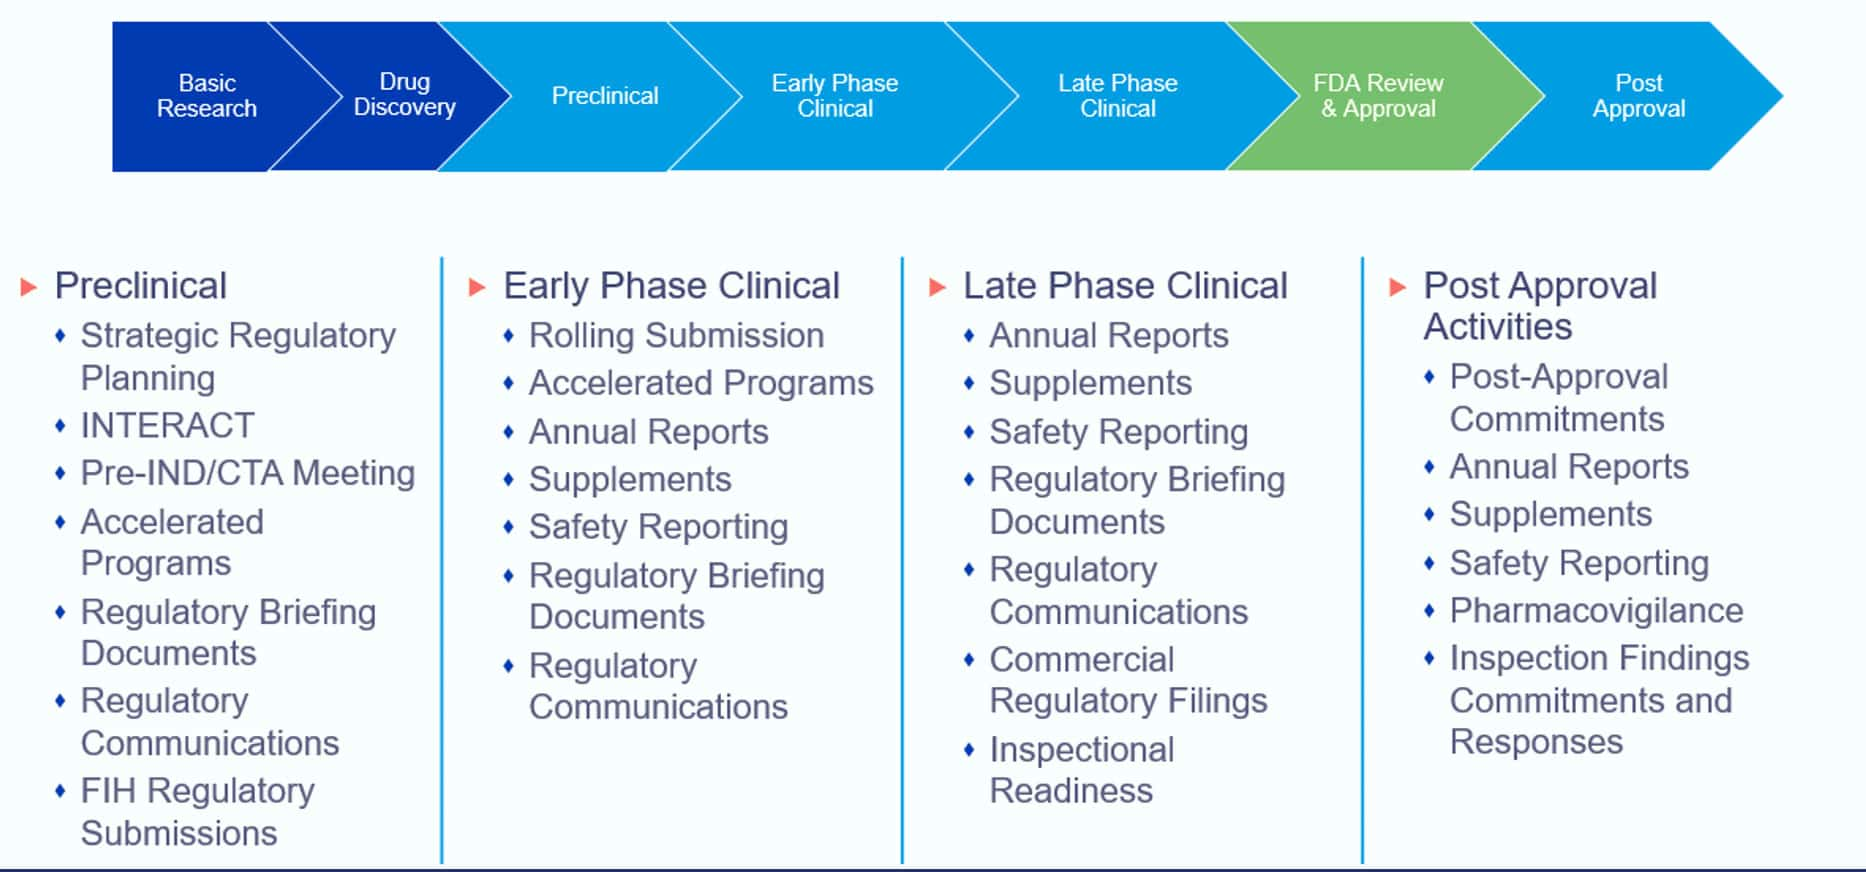 Basic
Research
Drug
Discovery
Preclinical
Early Phase
Clinical
Late Phase
Clinical
FDA Review
& Approval
Post
Approval
Preclinical
Strategic Regulatory
Planning
INTERACT
Pre-IND/CTA Meeting
Accelerated
Programs
Regulatory Briefing
Documents
Regulatory
Communications
FIH Regulatory
Submissions
Early Phase Clinical
Rolling Submission
Accelerated Programs
Annual Reports
Supplements
Safety Reporting
Regulatory Briefing
Documents
Regulatory
Communications
Late Phase Clinical
Annual Reports
Supplements
Safety Reporting
Regulatory Briefing
Documents
Regulatory
Communications
Commercial
Regulatory Filings
Inspectional
Readiness
Post Approval
Activities
Post-Approval
Commitments
Annual Reports
Supplements
Safety Reporting
Pharmacovigilance
Inspection Findings
Commitments and
Responses